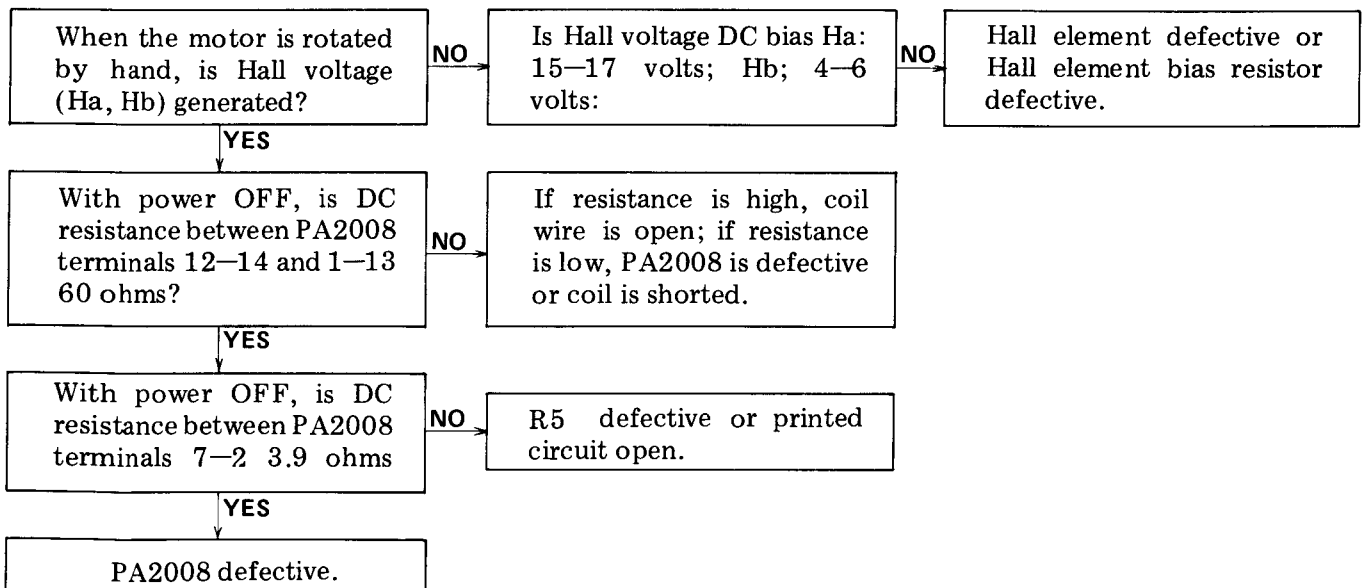 When the motor is rotated
by hand, is Hall voltage
(Ha, Hb) generated?
NO
Is Hall voltage DC bias Ha:
15—17 volts; Hb; 4—6
volts:
NO
Hall element defective or
Hall element bias resistor
defective.
YES
With power OFF, is DC
resistance between PA2008
terminals 12—14 and 1—13
60 ohms?
NO
If resistance is high, coil
wire is open; if resistance
is low, PA2008 is defective
or coil is shorted.
YES
With power OFF, is DC
resistance between PA2008
terminals 7—2 3.9 ohms
NO
R5 defective or printed
circuit open.
YES
PA2008 defective.